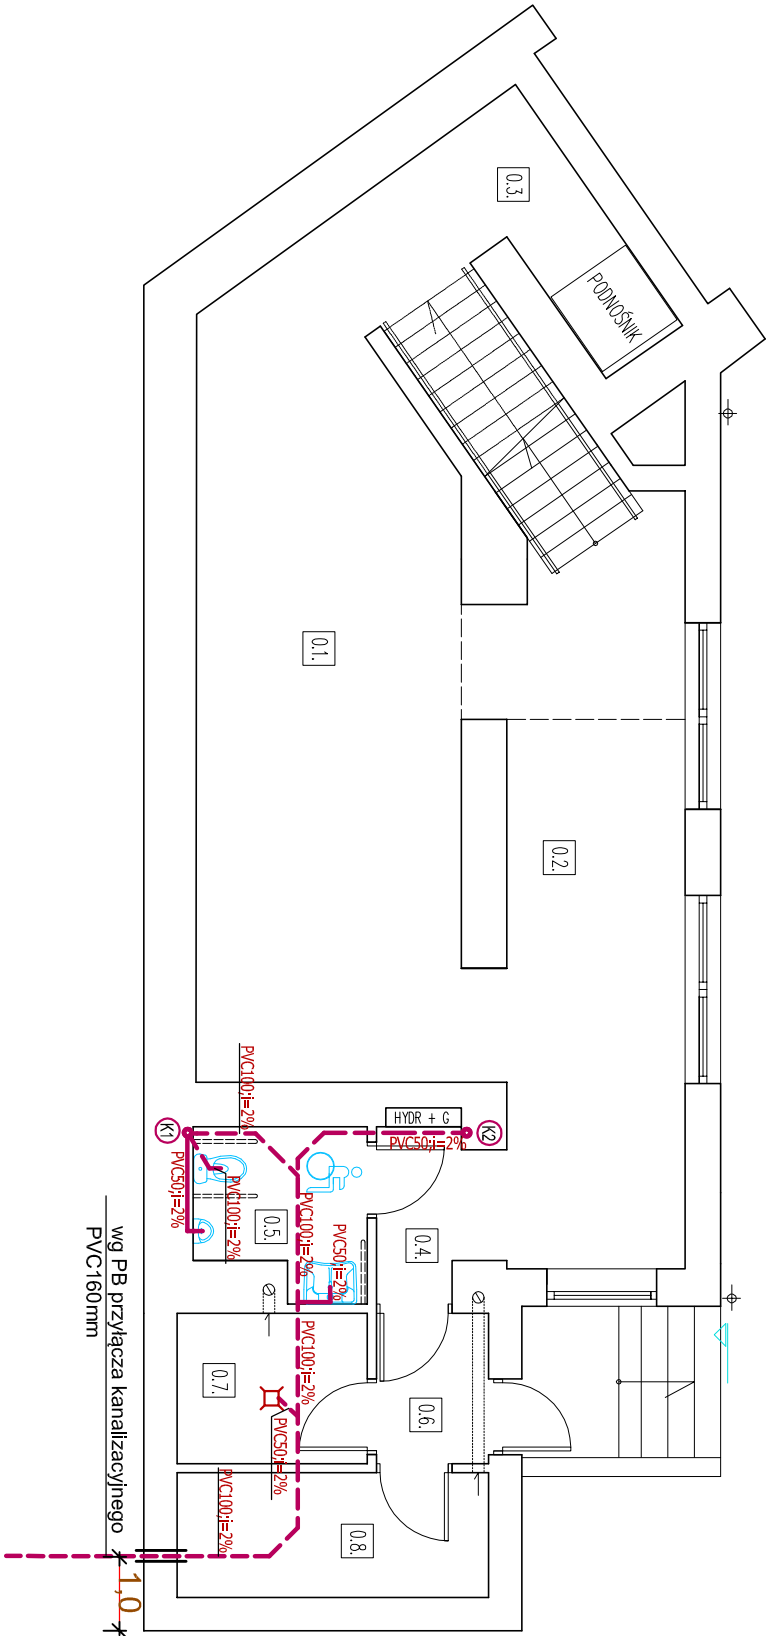 0.3.
PODNOŚNIK
0.1.
0.2.
PVC100;i=2%
HYDR + G
K1
K2
PVC50;i=2%
PVC50;i=2%
PVC100;i=2%
0.5.
PVC100;i=2%
PVC50;i=2%
0.4.
PVC100;i=2%
0.7.
0.6.
PVC50;i=2%
PVC100;i=2%
0.8.
wg PB przyłącza kanalizacyjnego
PVC160mm
1,0